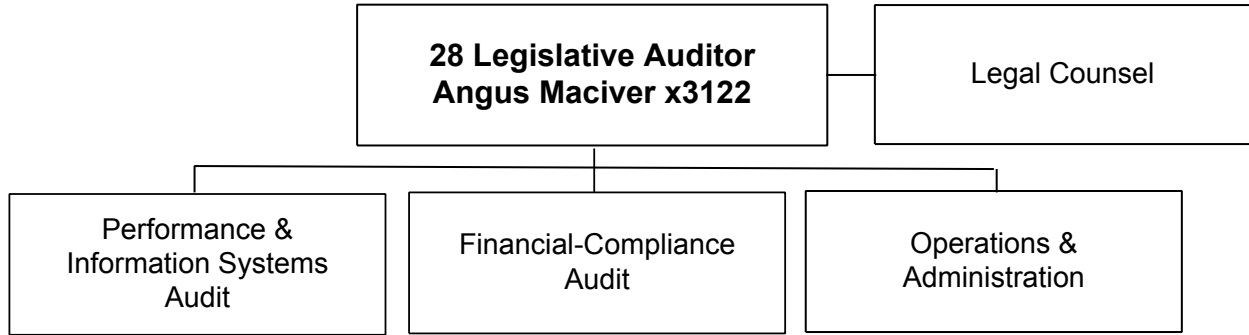 28 Legislative Auditor
Angus Maciver x3122
Legal Counsel
Performance &
Information Systems
Audit
Financial-Compliance
Audit
Operations &
Administration